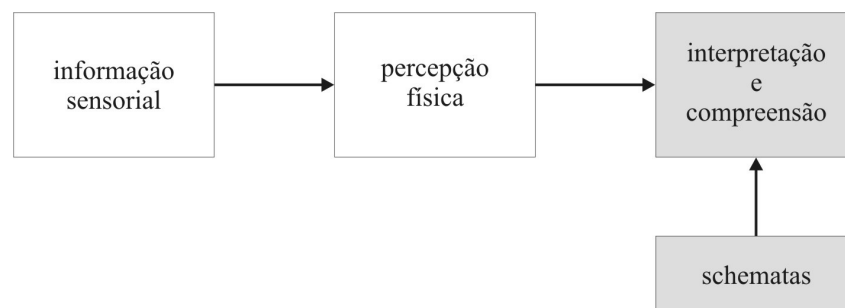 informação
sensorial
percepção
física
interpretação
e
compreensão
schematas